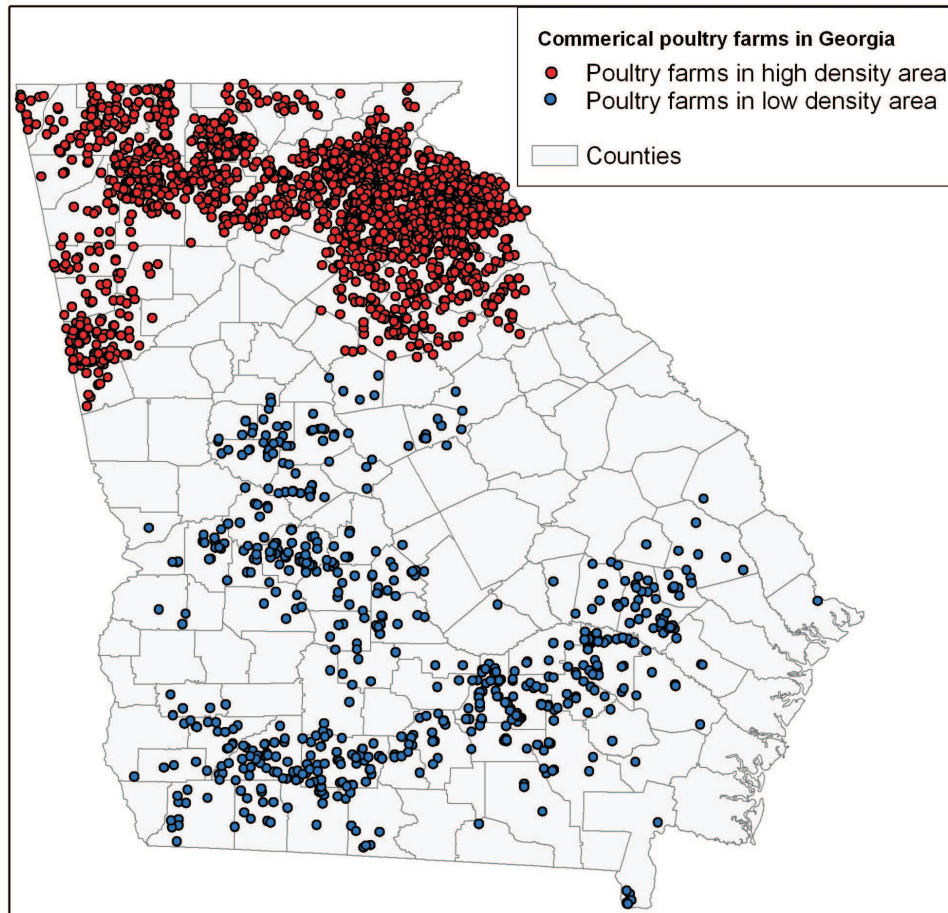 Commerical poultry farms in Georgia
Poultry farms in high density area
Poultry farms in low density area
Counties